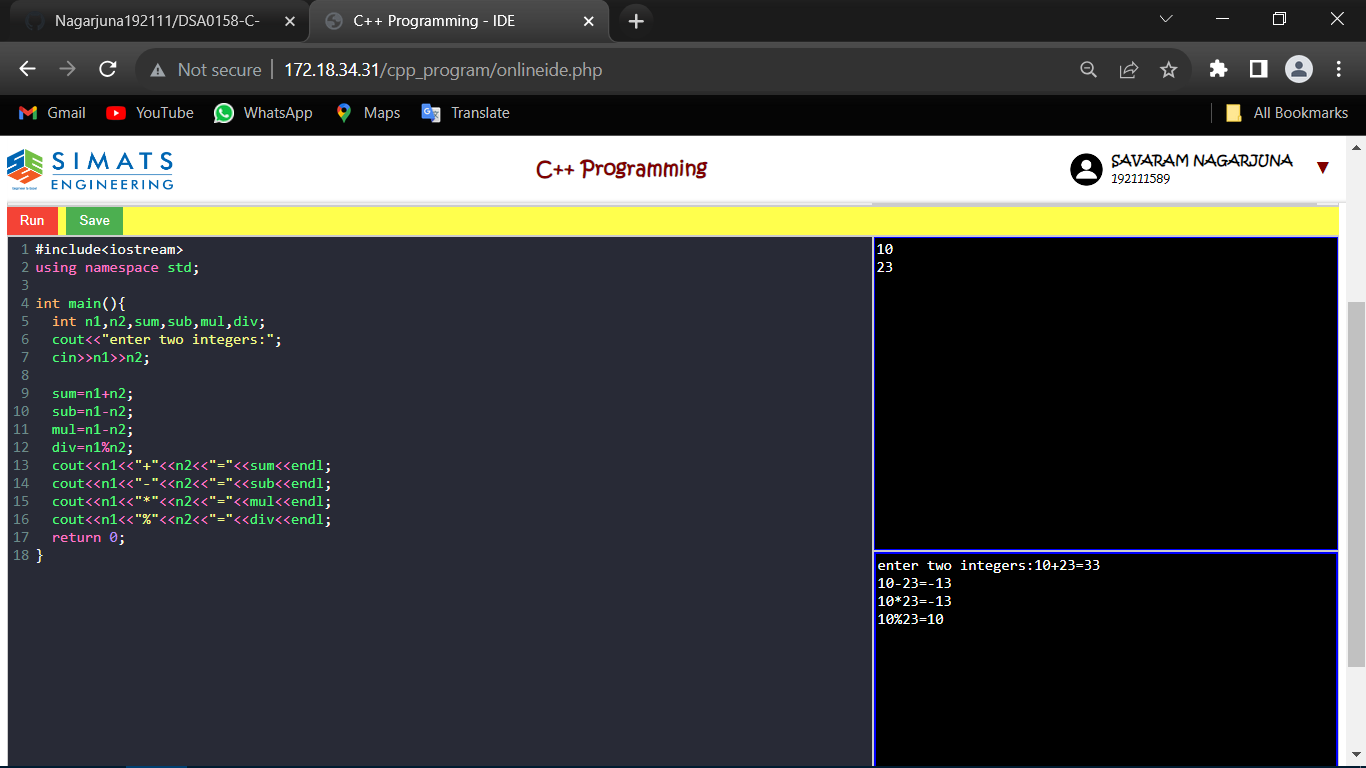 Nagarjuna192111/DSA0158-C-
C++ Programming - IDE
Not secure
172.18.34.31/cpp_program/onlineide.php
Gmail
YouTube
WhatsApp
Maps
Translate
All Bookmarks
SIMATS
ENGINEERING
C++ Programming
SAVARAM NAGARJUNA
192111589
Run
Save
1 #include<iostream>
2 using namespace std;
3
4 int main(){
5   int n1,n2,sum,sub,mul,div;
6   cout<<"enter two integers:";
7   cin>>n1>>n2;
8
9   sum=n1+n2;
10   sub=n1-n2;
11   mul=n1-n2;
12   div=n1%n2;
13   cout<<n1<<"+"<<n2<<"="<<sum<<endl;
14   cout<<n1<<"-"<<n2<<"="<<sub<<endl;
15   cout<<n1<<"*"<<n2<<"="<<mul<<endl;
16   cout<<n1<<"%"<<n2<<"="<<div<<endl;
17   return 0;
18 }
10
23
enter two integers:10+23=33
10-23=-13
10*23=-13
10%23=10